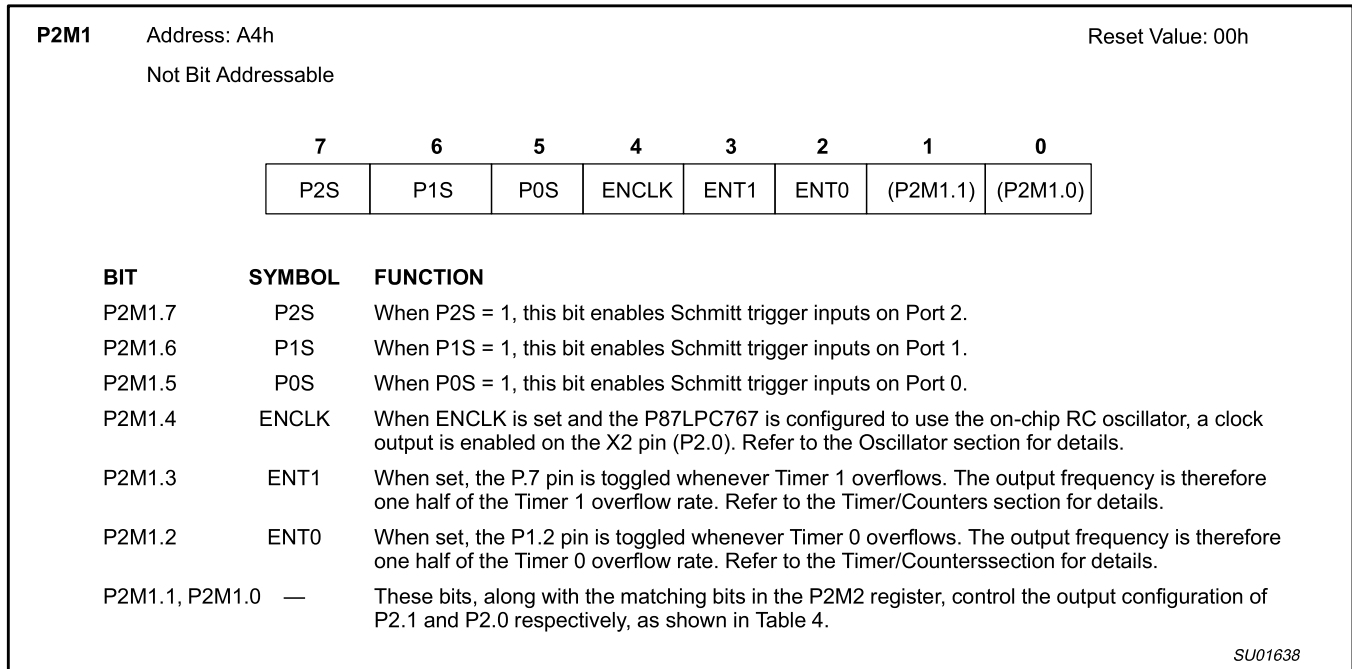 P2M1 Address: A4h Reset Value: 00h
Not Bit Addressable
7 6 5 4 3 2 1 0
P2S P1S P0S ENCLK ENT1 ENT0 (P2M1.1) (P2M1.0)
BIT SYMBOL FUNCTION
P2M1.7 P2S When P2S = 1, this bit enables Schmitt trigger inputs on Port 2.
P2M1.6 P1S When P1S = 1, this bit enables Schmitt trigger inputs on Port 1.
P2M1.5 P0S When P0S = 1, this bit enables Schmitt trigger inputs on Port 0.
P2M1.4 ENCLK When ENCLK is set and the P87LPC767 is configured to use the on-chip RC oscillator, a clock
output is enabled on the X2 pin (P2.0). Refer to the Oscillator section for details.
P2M1.3 ENT1 When set, the P.7 pin is toggled whenever Timer 1 overflows. The output frequency is therefore
one half of the Timer 1 overflow rate. Refer to the Timer/Counters section for details.
P2M1.2 ENT0 When set, the P1.2 pin is toggled whenever Timer 0 overflows. The output frequency is therefore
one half of the Timer 0 overflow rate. Refer to the Timer/Counterssection for details.
P2M1.1, P2M1.0 — These bits, along with the matching bits in the P2M2 register, control the output configuration of
P2.1 and P2.0 respectively, as shown in Table 4.
SU01638